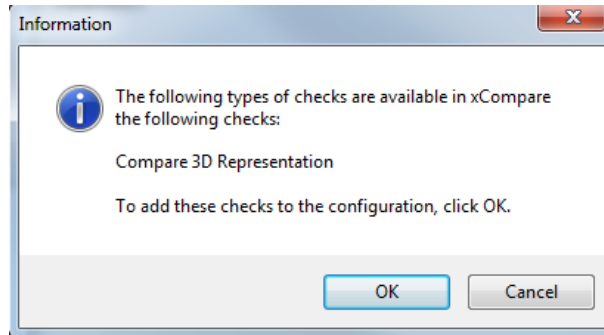 Information
The following types of checks are available in xCompare
the following checks:
Compare 3D Representation
To add these checks to the configuration, click OK.
OK
Cancel